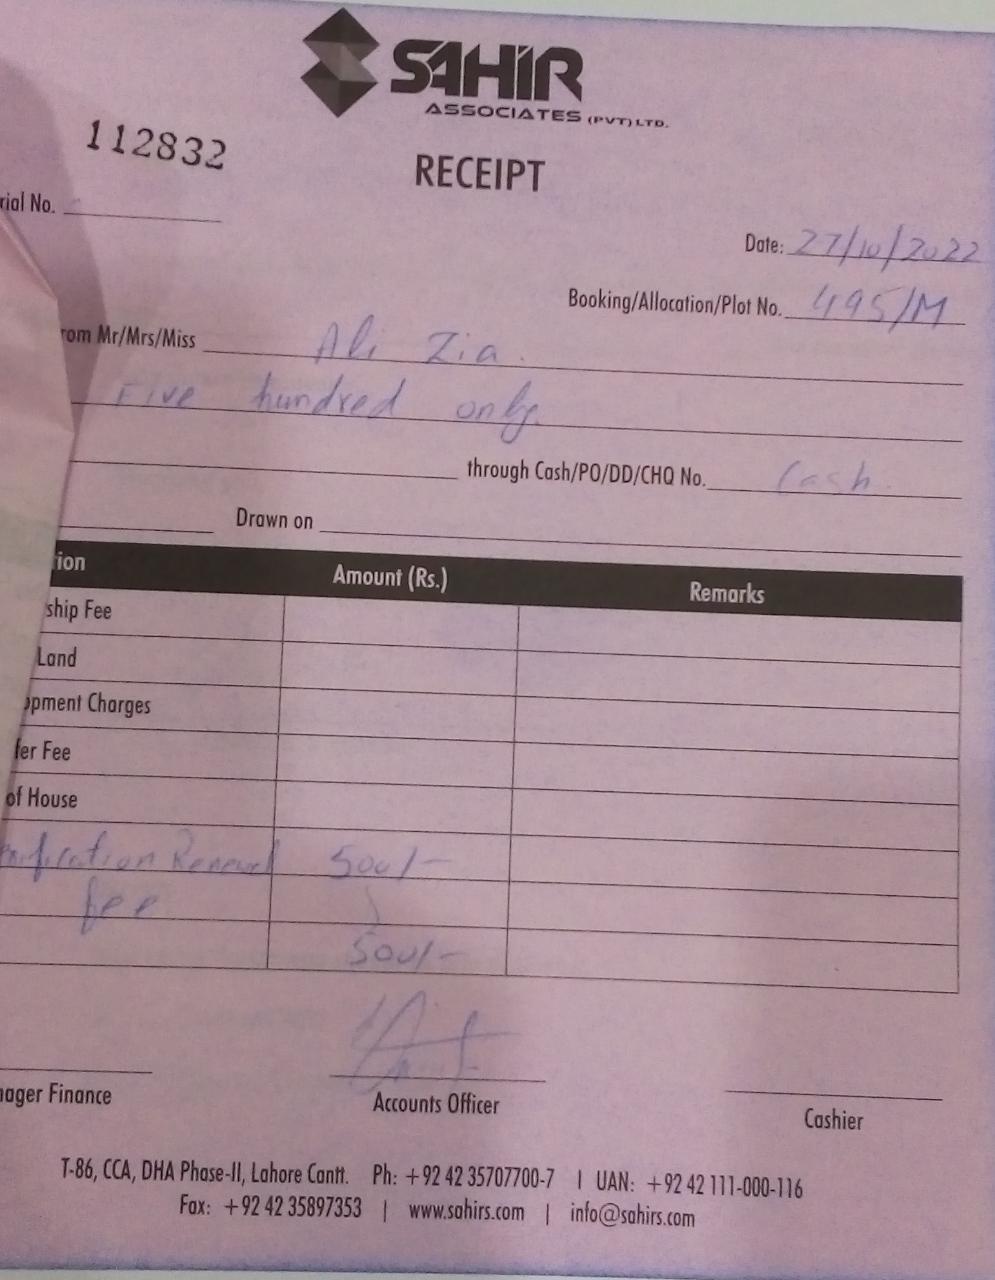 SAHIR
ASSOCIATES (PVT) LTD.
112832
RECEIPT
rial No.
Date: 27/10/2022
Booking/Allocation/Plot No. 495/M
rom Mr/Mrs/Miss Ali Zia.
Five hundred only.
through Cash/PO/DD/CHQ No. Cash.
Drawn on
ion Amount (Rs.) Remarks
ship Fee
Land
opment Charges
fer Fee
of House
Renewal 500/-
fee
500/-
nager Finance Accounts Officer Cashier
T-86, CCA, DHA Phase-II, Lahore Cantt. Ph: +92 42 35707700-7 | UAN: +92 42 111-000-116
Fax: +92 42 35897353 | www.sahirs.com | info@sahirs.com